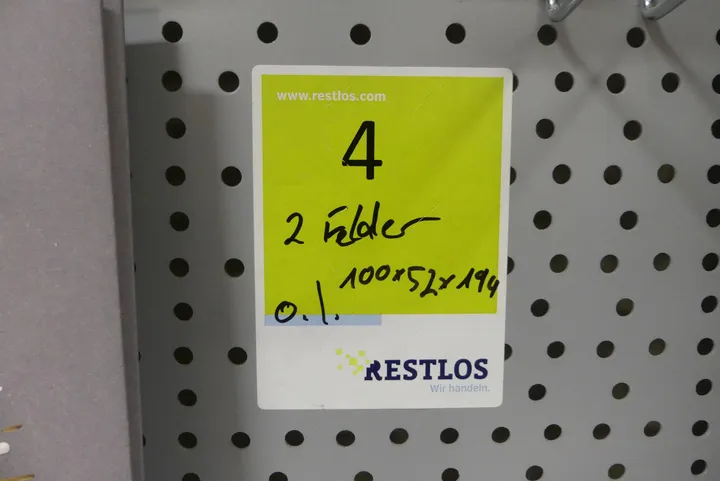 www.restlos.com
4
2 Felder
100x52x194
o. I.
RESTLOS
Wir handeln.